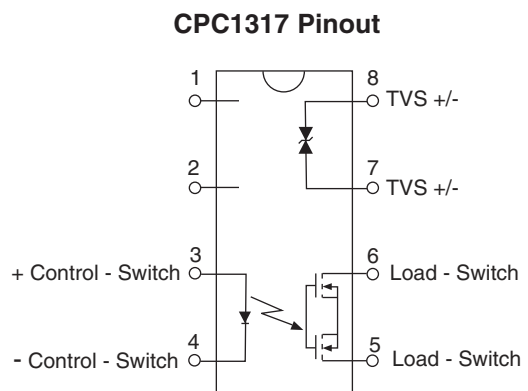 CPC1317 Pinout
1
8
TVS +/-
2
7
TVS +/-
3
6
+ Control - Switch
Load - Switch
4
5
- Control - Switch
Load - Switch